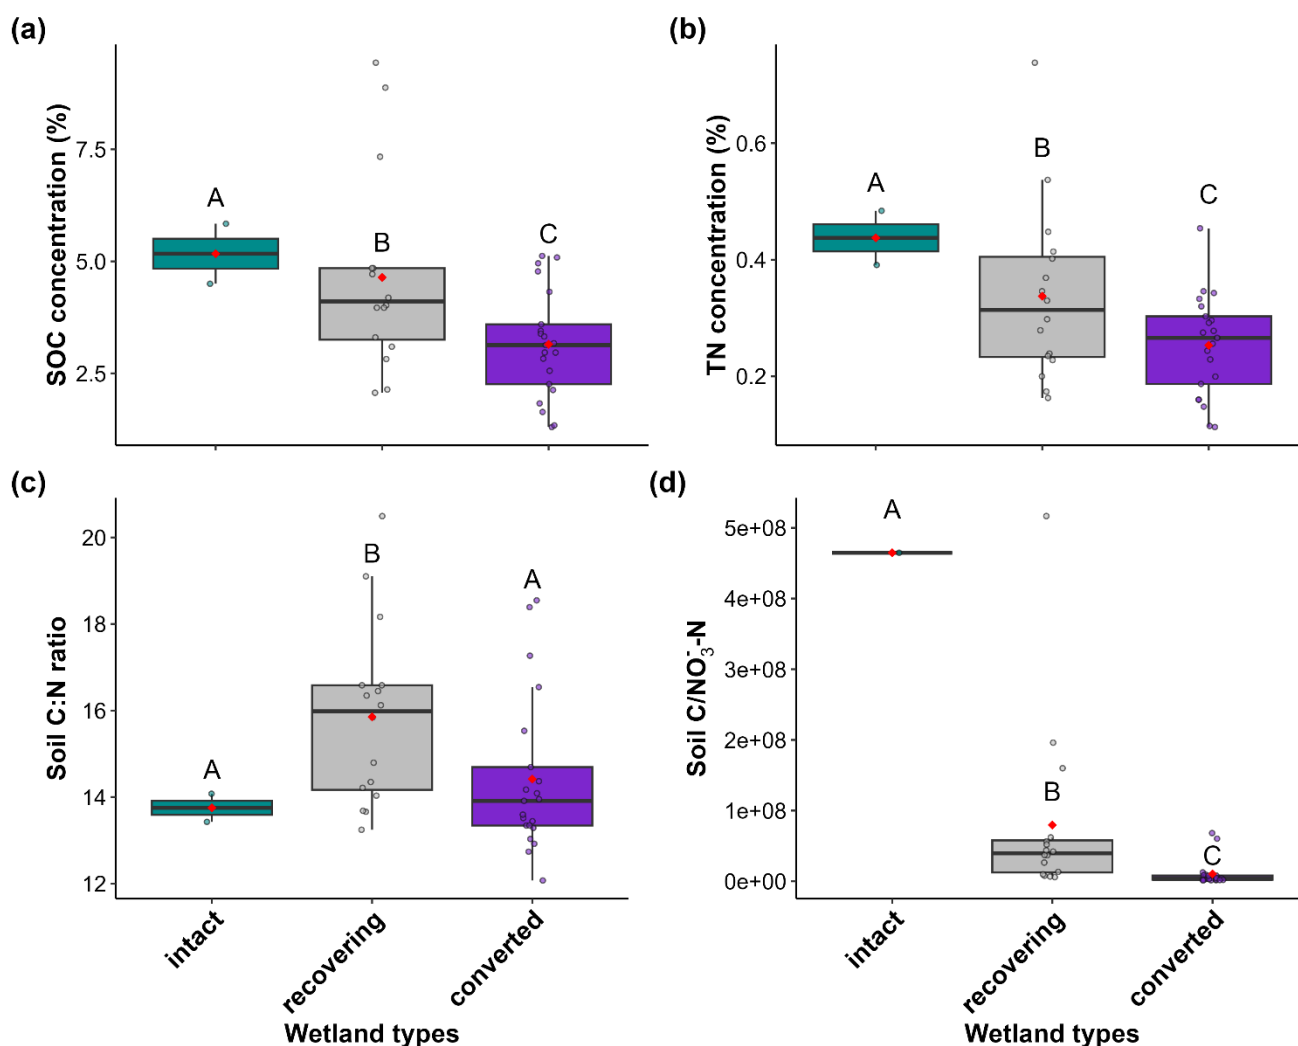 (a)
SOC concentration (%)
7.5
5.0
2.5
A
B
C
(b)
TN concentration (%)
0.6
0.4
0.2
A
B
C
(c)
Soil C:N ratio
20
18
16
14
12
A
B
A
intact
recovering
converted
Wetland types
(d)
Soil C/NO₃⁻-N
5e+08
4e+08
3e+08
2e+08
1e+08
0e+00
A
B
C
intact
recovering
converted
Wetland types